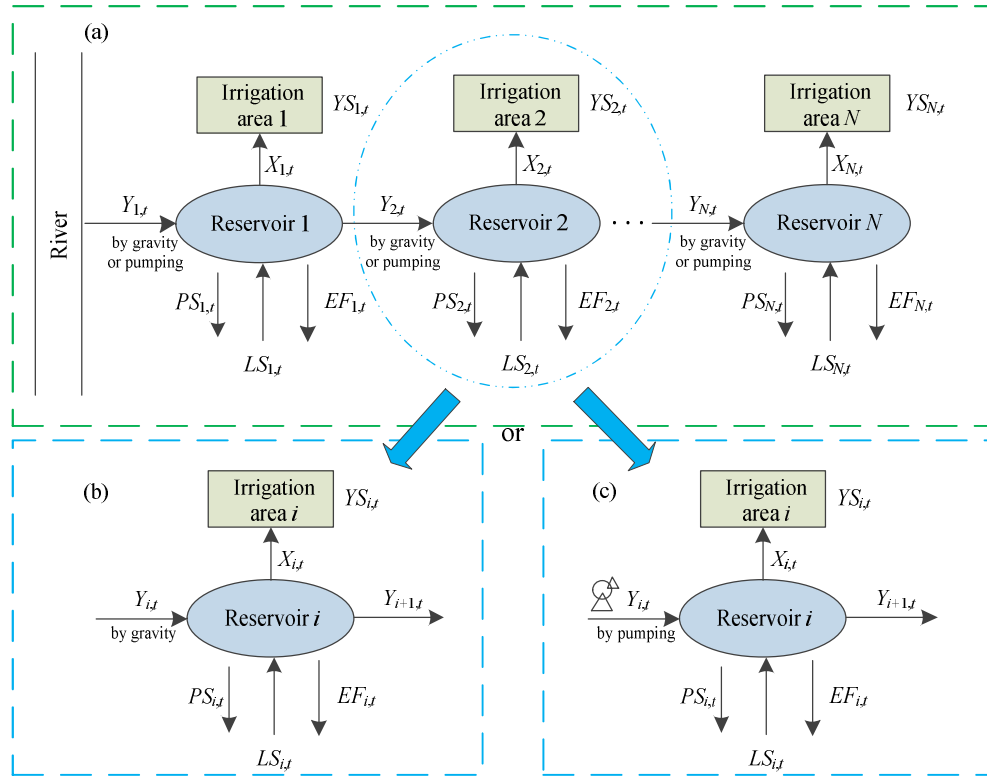 (a)
River
Irrigation
area 1
YS1,t
X1,t
Y1,t
Reservoir 1
by gravity
or pumping
PS1,t
EF1,t
LS1,t
Irrigation
area 2
YS2,t
X2,t
Y2,t
Reservoir 2
by gravity
or pumping
PS2,t
EF2,t
LS2,t
· · ·
Irrigation
area N
YSN,t
XN,t
YN,t
Reservoir N
by gravity
or pumping
PSN,t
EFN,t
LSN,t
or
(b)
Irrigation
area i
YSi,t
Xi,t
Yi,t
Reservoir i
Yi+1,t
by gravity
PSi,t
EFi,t
LSi,t
(c)
Irrigation
area i
YSi,t
Xi,t
Yi,t
Reservoir i
Yi+1,t
by pumping
PSi,t
EFi,t
LSi,t